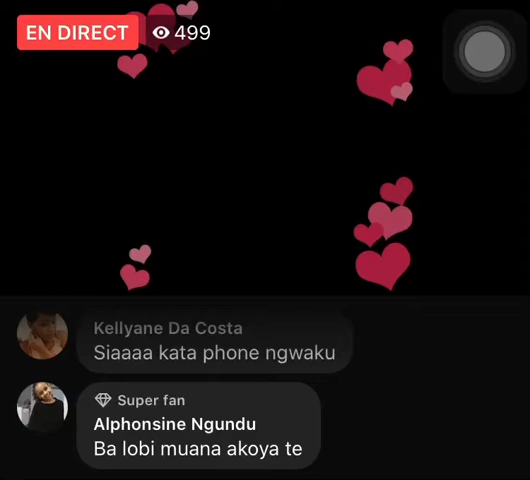 EN DIRECT 499
Kellyane Da Costa
Siaaaa kata phone ngwaku
Super fan
Alphonsine Ngundu
Ba lobi muana akoya te